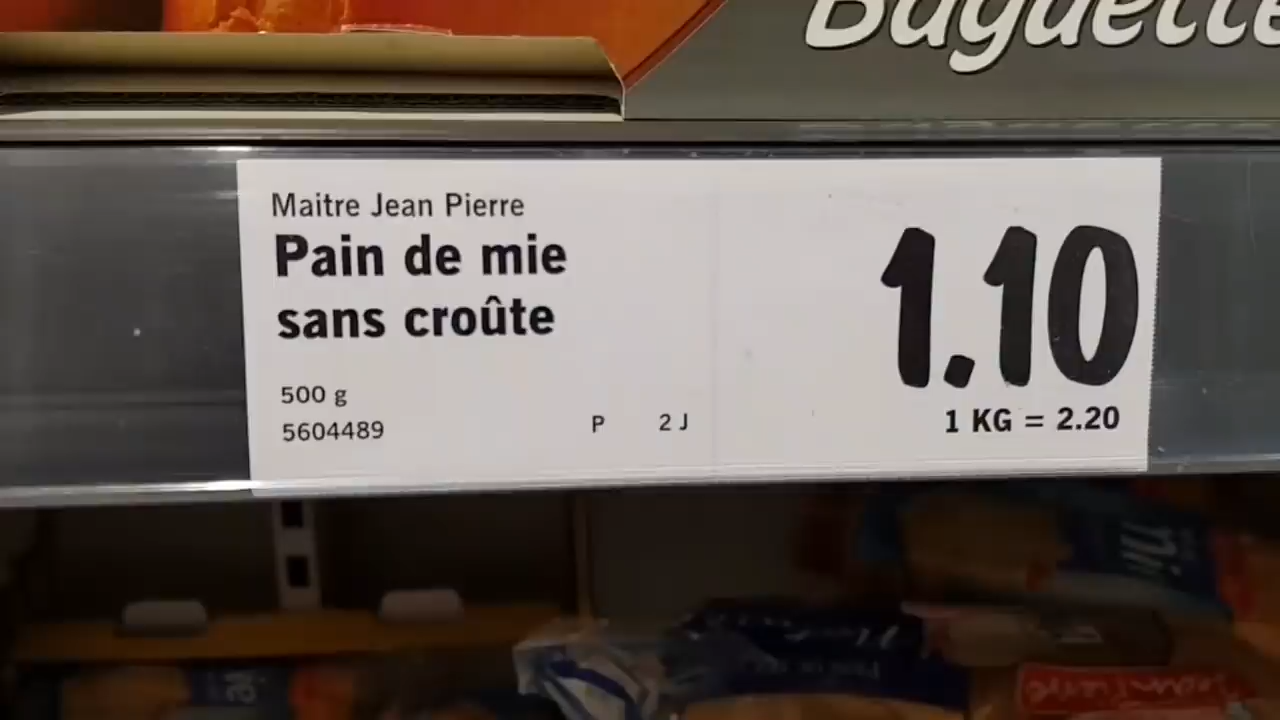 Baguette
Maitre Jean Pierre
Pain de mie
sans croûte
500 g
5604489
P 2 J
1.10
1 KG = 2.20